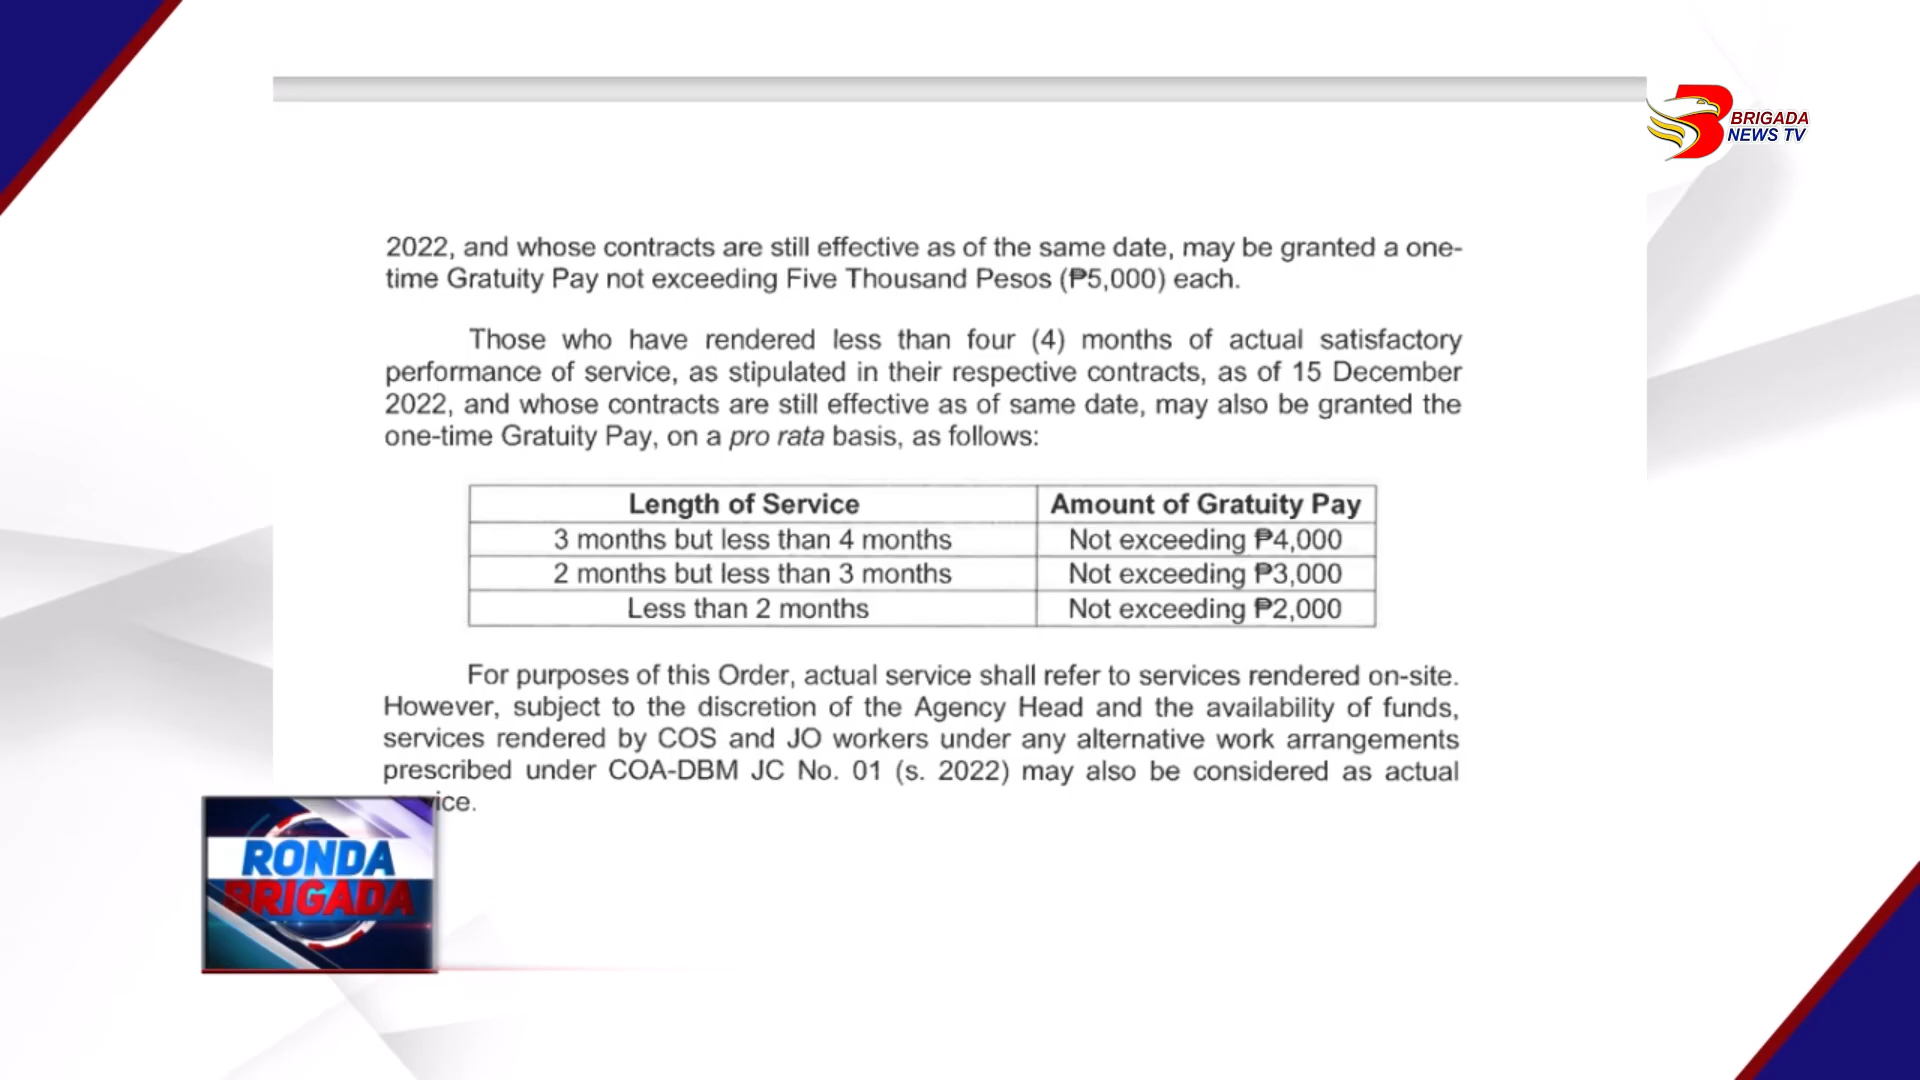 BRIGADA
NEWS TV
2022, and whose contracts are still effective as of the same date, may be granted a one-
time Gratuity Pay not exceeding Five Thousand Pesos (₱5,000) each.
Those who have rendered less than four (4) months of actual satisfactory
performance of service, as stipulated in their respective contracts, as of 15 December
2022, and whose contracts are still effective as of same date, may also be granted the
one-time Gratuity Pay, on a pro rata basis, as follows:
Length of Service Amount of Gratuity Pay
3 months but less than 4 months Not exceeding ₱4,000
2 months but less than 3 months Not exceeding ₱3,000
Less than 2 months Not exceeding ₱2,000
For purposes of this Order, actual service shall refer to services rendered on-site.
However, subject to the discretion of the Agency Head and the availability of funds,
services rendered by COS and JO workers under any alternative work arrangements
prescribed under COA-DBM JC No. 01 (s. 2022) may also be considered as actual
RONDA
BRIGADA